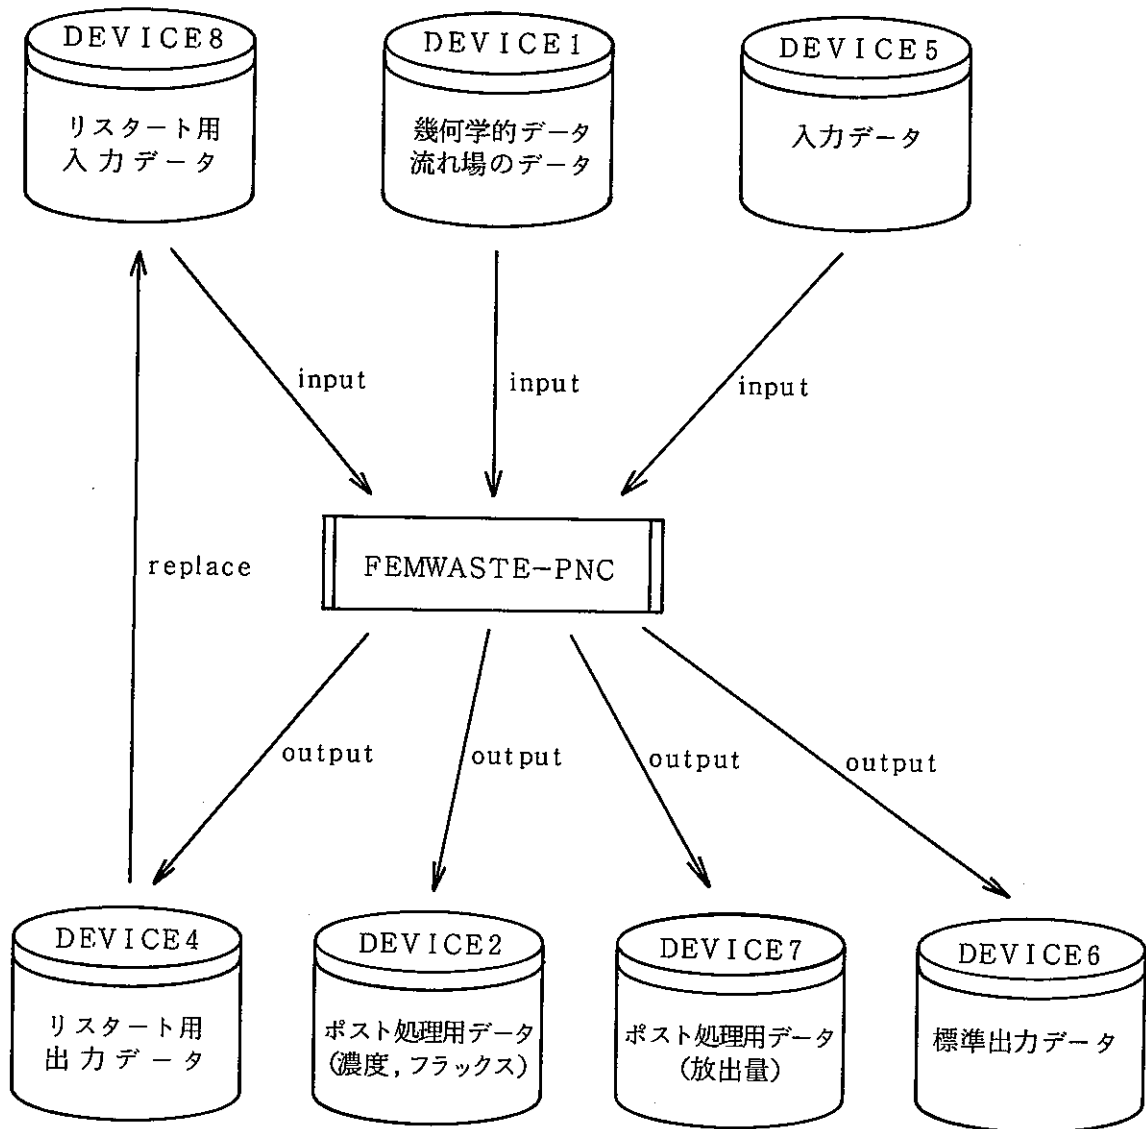 DEVICE8
リスタート用
入力データ
DEVICE1
幾何学的データ
流れ場のデータ
DEVICE5
入力データ
input
input
input
replace
FEMWASTE-PNC
output
output
output
output
DEVICE4
リスタート用
出力データ
DEVICE2
ポスト処理用データ
(濃度,フラックス)
DEVICE7
ポスト処理用データ
(放出量)
DEVICE6
標準出力データ